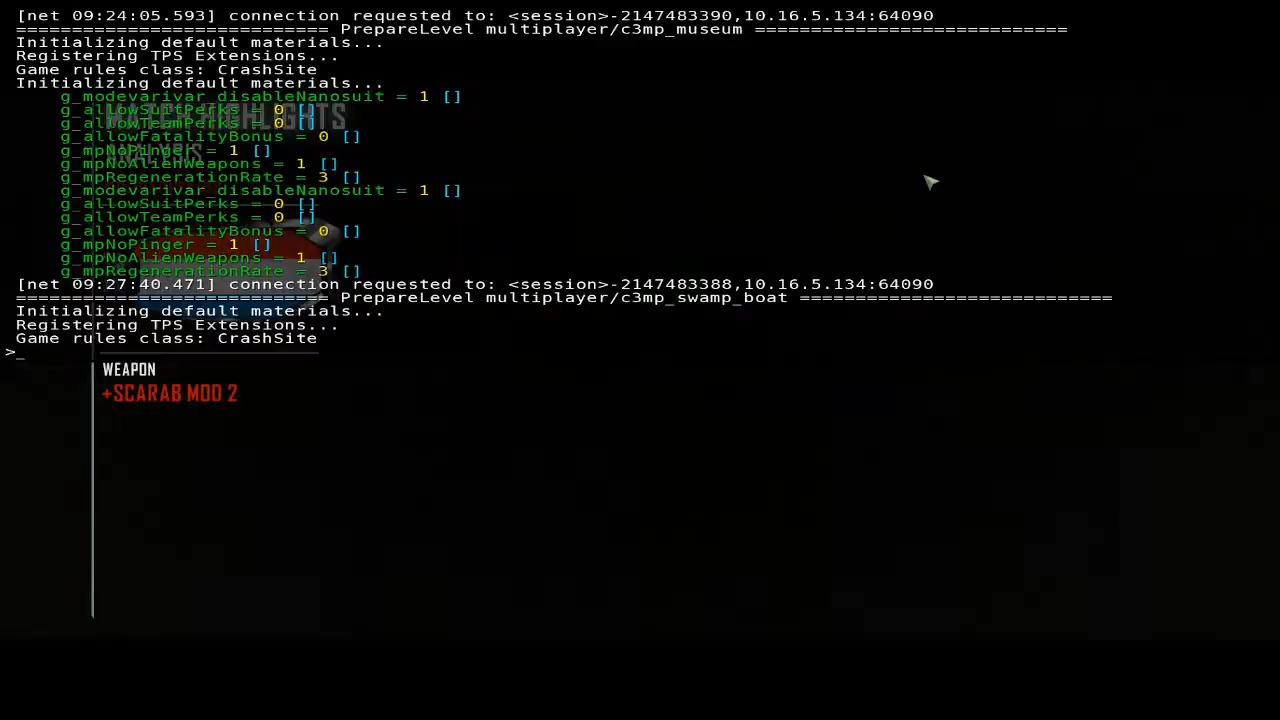 [net 09:24:05.593] connection requested to: <session>-2147483390,10.16.5.134:64090
============================ PrepareLevel multiplayer/c3mp_museum ============================
Initializing default materials...
Registering TPS Extensions...
Game rules class: CrashSite
Initializing default materials...
g_modevarivar_disableNanosuit = 1 []
g_allowSuitPerks = 0 []
MATCH HIGHLIGHTS
g_allowTeamPerks = 0 []
g_allowFatalityBonus = 0 []
g_mpNoPinger = 1 []
ANALYSIS
g_mpNoAlienWeapons = 1 []
g_mpRegenerationRate = 3 []
g_modevarivar_disableNanosuit = 1 []
g_allowSuitPerks = 0 []
g_allowTeamPerks = 0 []
g_allowFatalityBonus = 0 []
g_mpNoPinger = 1 []
g_mpNoAlienWeapons = 1 []
g_mpRegenerationRate = 3 []
[net 09:27:40.471] connection requested to: <session>-2147483388,10.16.5.134:64090
============================ PrepareLevel multiplayer/c3mp_swamp_boat ============================
Initializing default materials...
Registering TPS Extensions...
Game rules class: CrashSite
>_
WEAPON
+SCARAB MOD 2